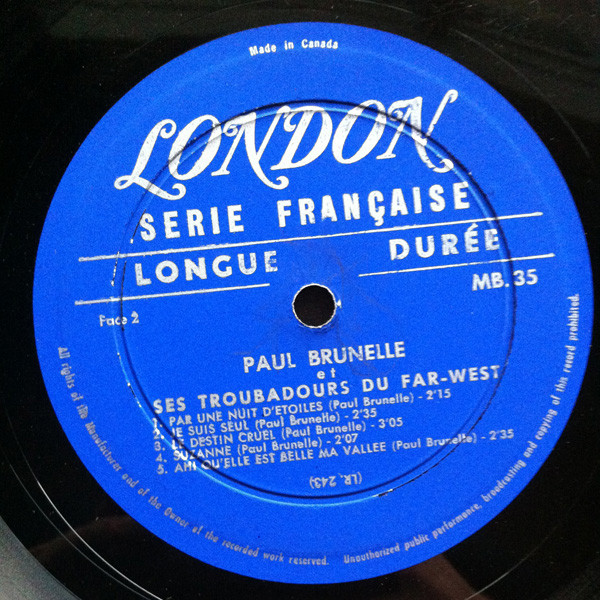 Made in Canada
LONDON
SERIE FRANÇAISE
LONGUE DURÉE
MB. 35
Face 2
PAUL BRUNELLE
et
SES TROUBADOURS DU FAR-WEST
1. PAR UNE NUIT D'ETOILES (Paul Brunelle) - 2'15
2. JE SUIS SEUL (Paul Brunelle) - 2'35
3. LE DESTIN CRUEL (Paul Brunelle) - 3'05
4. SUZANNE (Paul Brunelle) - 2'07
5. AH! QU'ELLE EST BELLE MA VALLEE (Paul Brunelle) - 2'35
(LR. 243)
All rights of the Manufacturer and of the Owner of the recorded work reserved. Unauthorized public performance, broadcasting and copying of this record prohibited.